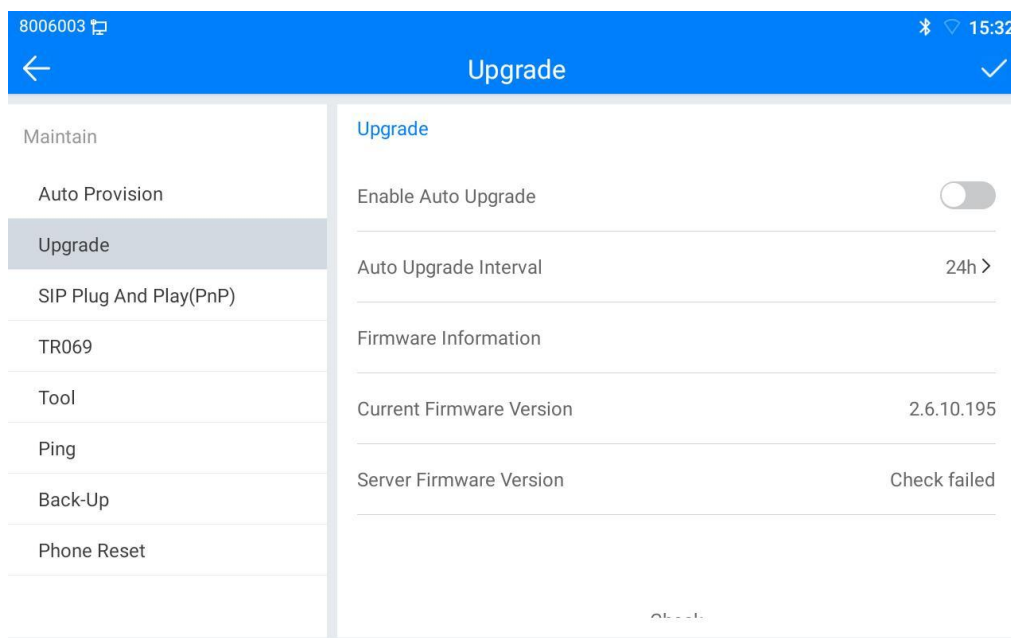 8006003 15:32
Upgrade
Maintain
Auto Provision
Upgrade
SIP Plug And Play(PnP)
TR069
Tool
Ping
Back-Up
Phone Reset
Upgrade
Enable Auto Upgrade
Auto Upgrade Interval 24h
Firmware Information
Current Firmware Version 2.6.10.195
Server Firmware Version Check failed
Check